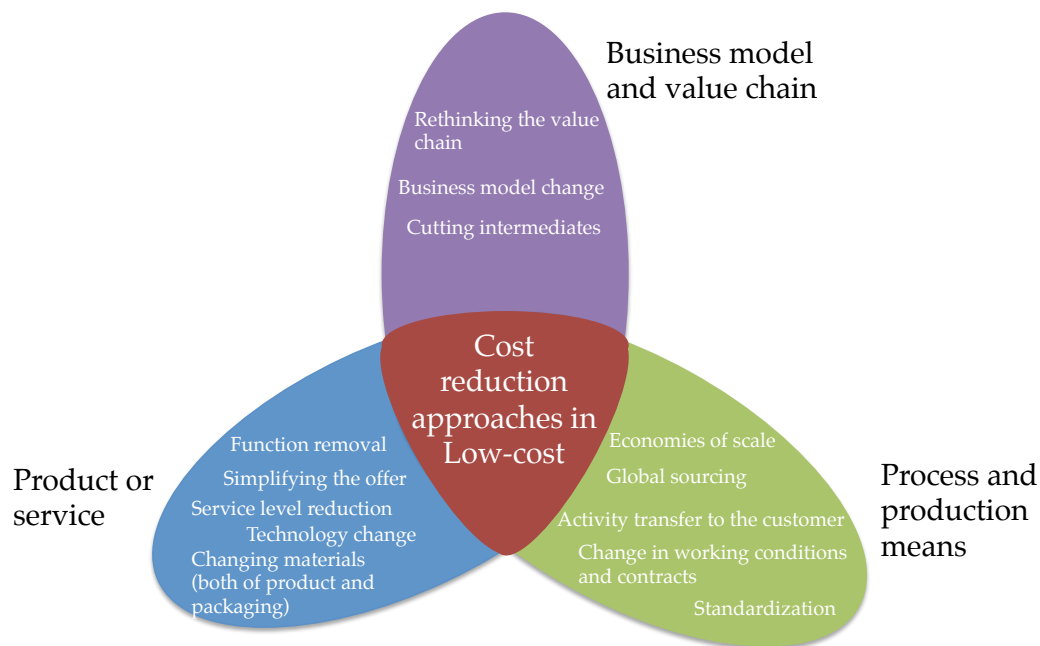 Business model
and value chain
Rethinking the value
chain
Business model change
Cutting intermediates
Cost
reduction
approaches in
Low-cost
Product or
service
Function removal
Simplifying the offer
Service level reduction
Technology change
Changing materials
(both of product and
packaging)
Economies of scale
Global sourcing
Activity transfer to the customer
Change in working conditions
and contracts
Standardization
Process and
production
means